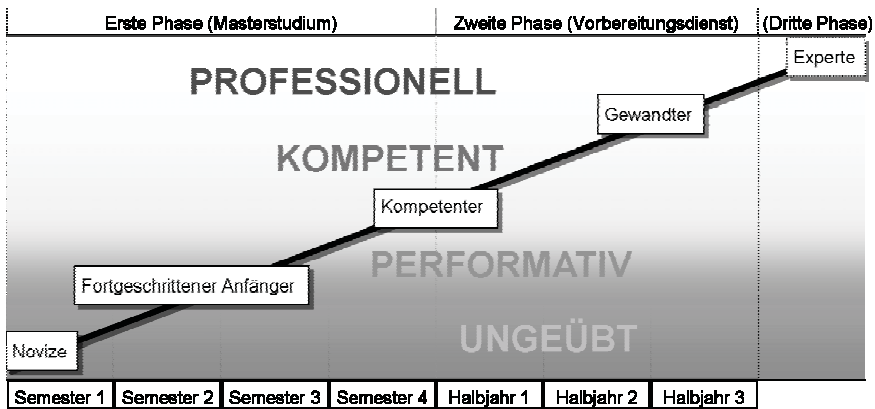 Erste Phase (Masterstudium)
Zweite Phase (Vorbereitungsdienst)
(Dritte Phase)
Experte
PROFESSIONELL
Gewandter
KOMPETENT
Kompetenter
PERFORMATIV
Fortgeschrittener Anfänger
UNGEÜBT
Novize
Semester 1
Semester 2
Semester 3
Semester 4
Halbjahr 1
Halbjahr 2
Halbjahr 3